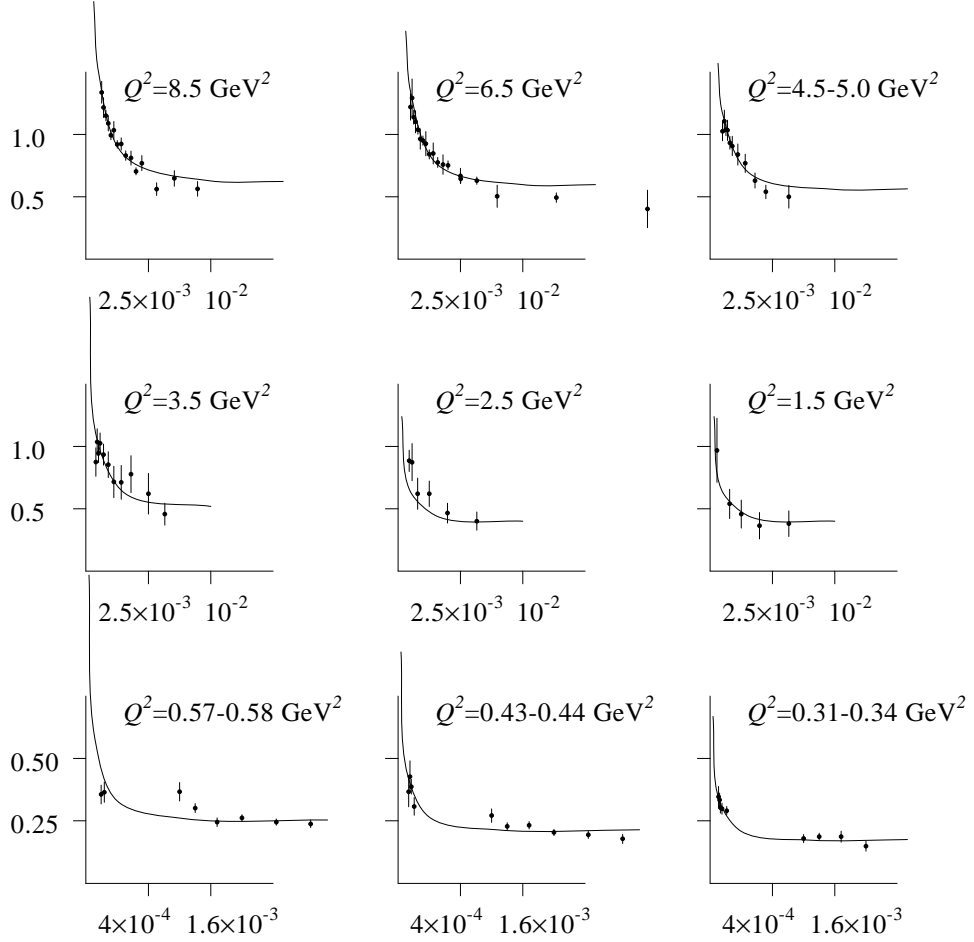 Q²=8.5 GeV² Q²=6.5 GeV² Q²=4.5-5.0 GeV²
1.0
0.5
2.5×10⁻³ 10⁻² 2.5×10⁻³ 10⁻² 2.5×10⁻³ 10⁻²
Q²=3.5 GeV² Q²=2.5 GeV² Q²=1.5 GeV²
1.0
0.5
2.5×10⁻³ 10⁻² 2.5×10⁻³ 10⁻² 2.5×10⁻³ 10⁻²
Q²=0.57-0.58 GeV² Q²=0.43-0.44 GeV² Q²=0.31-0.34 GeV²
0.50
0.25
4×10⁻⁴ 1.6×10⁻³ 4×10⁻⁴ 1.6×10⁻³ 4×10⁻⁴ 1.6×10⁻³